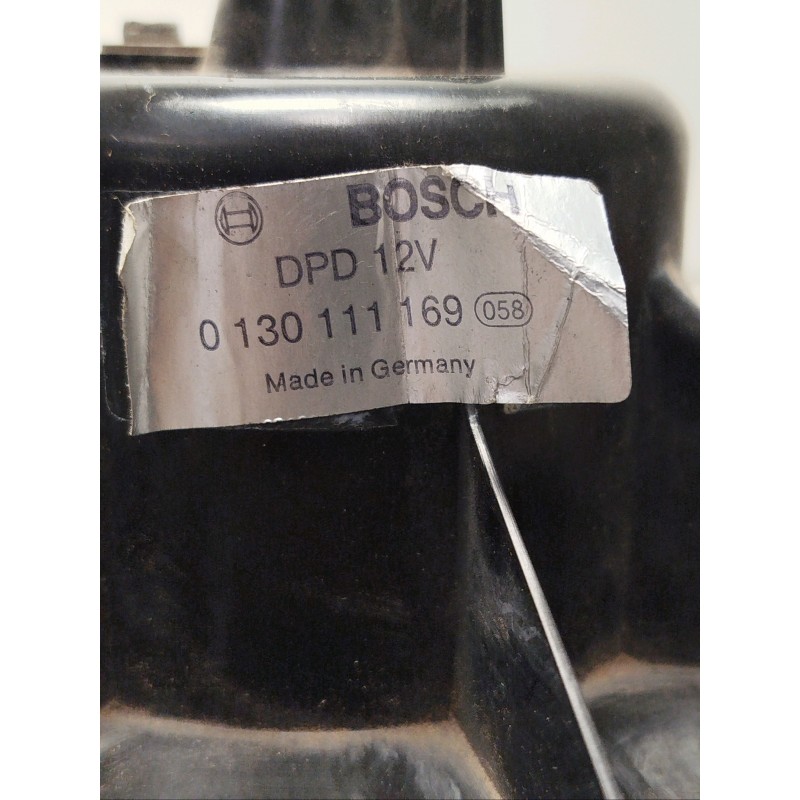 BOSCH
DPD 12V
0 130 111 169 058
Made in Germany